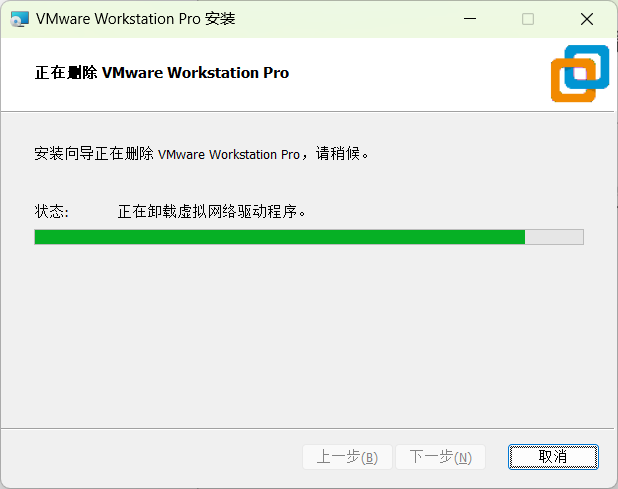 VMware Workstation Pro 安装
正在删除 VMware Workstation Pro
安装向导正在删除 VMware Workstation Pro，请稍候。
状态: 正在卸载虚拟网络驱动程序。
上一步(B) 下一步(N) 取消